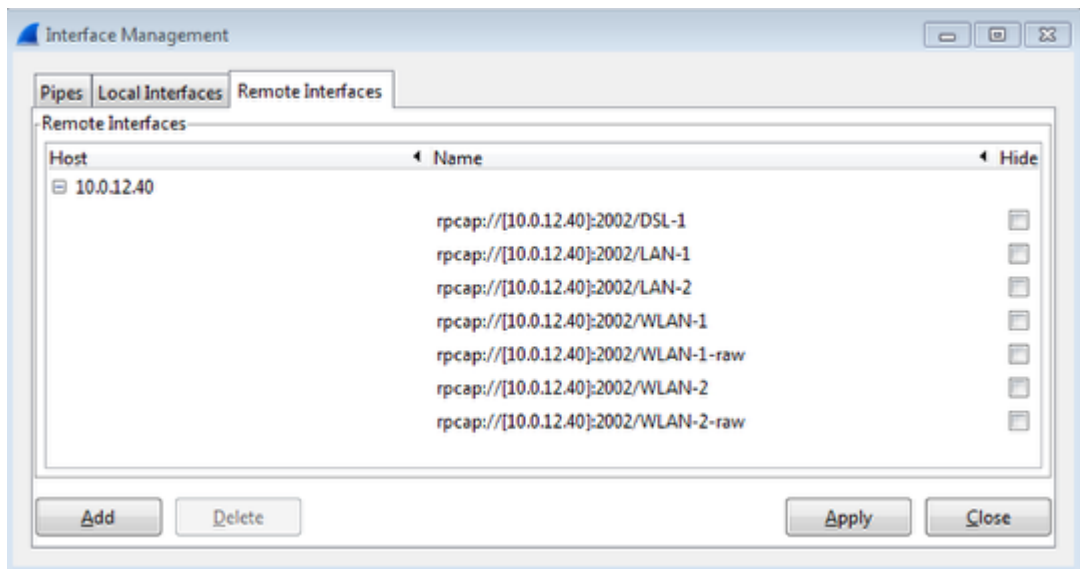 Interface Management
Pipes Local Interfaces Remote Interfaces
Remote Interfaces
Host Name Hide
10.0.12.40
rpcap://[10.0.12.40]:2002/DSL-1
rpcap://[10.0.12.40]:2002/LAN-1
rpcap://[10.0.12.40]:2002/LAN-2
rpcap://[10.0.12.40]:2002/WLAN-1
rpcap://[10.0.12.40]:2002/WLAN-1-raw
rpcap://[10.0.12.40]:2002/WLAN-2
rpcap://[10.0.12.40]:2002/WLAN-2-raw
Add Delete Apply Close